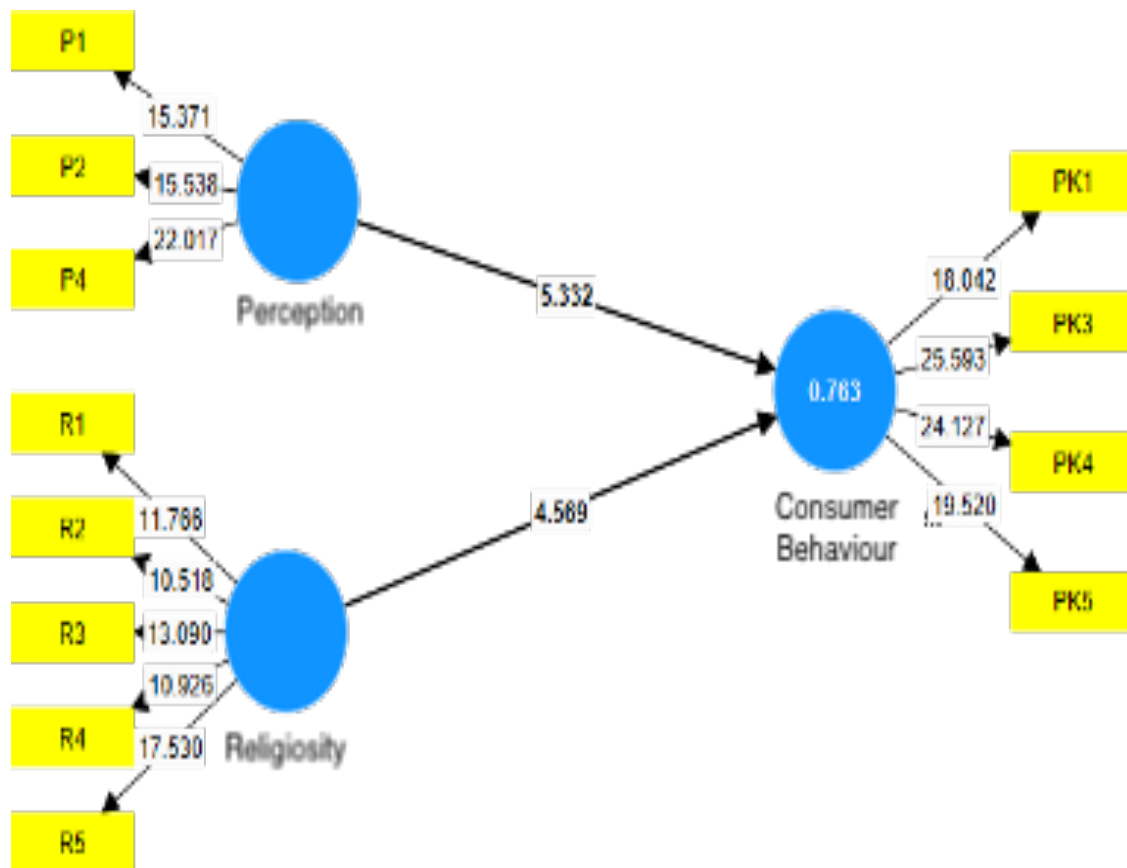 P1
15.371
P2
15.538
22.017
P4
Perception
5.332
PK1
18.042
PK3
25.593
0.763
24.127
PK4
Consumer
Behaviour
19.520
PK5
R1
11.766
R2
10.518
R3
13.090
10.926
R4
17.530
R5
Religiosity
4.569